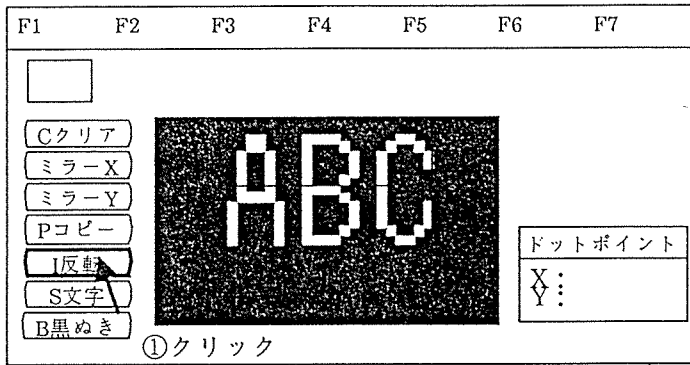 F1 F2 F3 F4 F5 F6 F7
Cクリア
ミラーX
ミラーY
Pコピー
I反転
S文字
B黒ぬき
ABC
ドットポイント
X:
Y:
①クリック